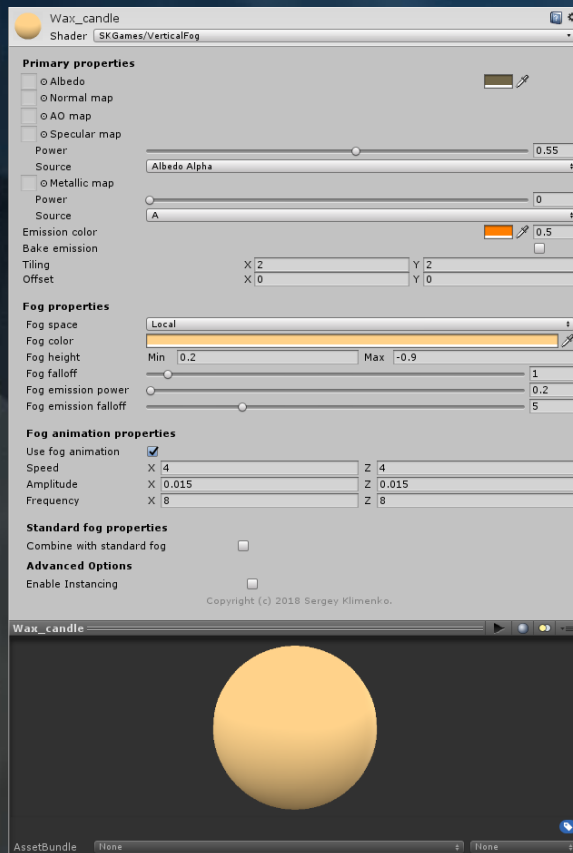 Wax_candle
Shader SKGames/VerticalFog
Primary properties
Albedo
Normal map
AO map
Specular map
Power 0.55
Source Albedo Alpha
Metallic map
Power 0
Source A
Emission color 0.5
Bake emission
Tiling X 2 Y 2
Offset X 0 Y 0
Fog properties
Fog space Local
Fog color
Fog height Min 0.2 Max -0.9
Fog falloff 1
Fog emission power 0.2
Fog emission falloff 5
Fog animation properties
Use fog animation
Speed X 4 Z 4
Amplitude X 0.015 Z 0.015
Frequency X 8 Z 8
Standard fog properties
Combine with standard fog
Advanced Options
Enable Instancing
Copyright (c) 2018 Sergey Klimenko.
Wax_candle
AssetBundle None None